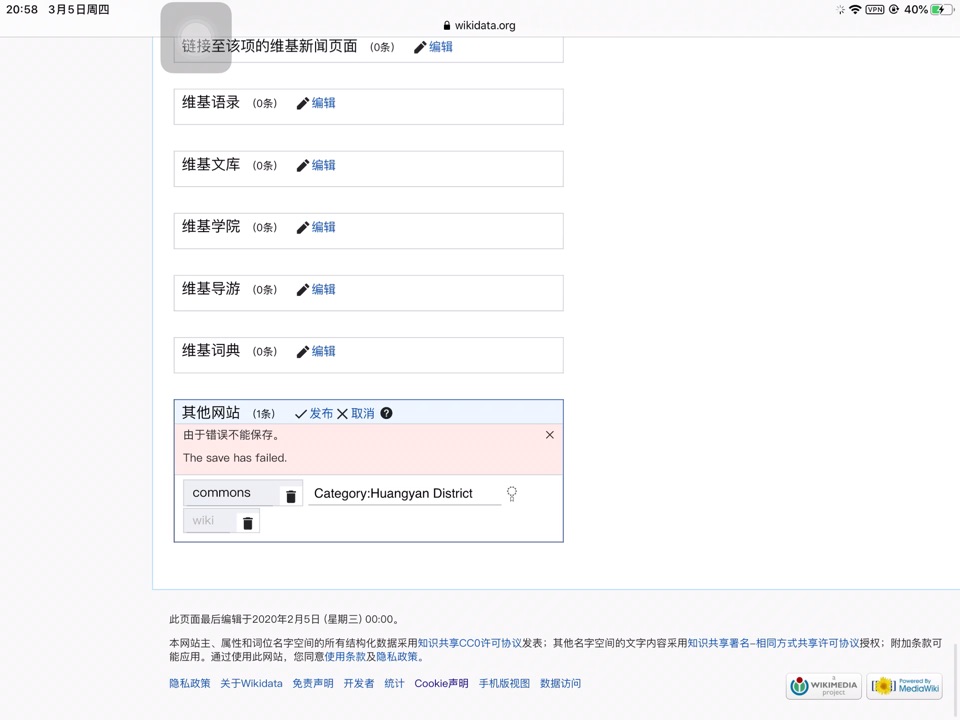 20:58 3月5日周四
VPN 40%
wikidata.org
链接至该项的维基新闻页面 (0条) 编辑
维基语录 (0条) 编辑
维基文库 (0条) 编辑
维基学院 (0条) 编辑
维基导游 (0条) 编辑
维基词典 (0条) 编辑
其他网站 (1条) 发布 取消 ?
由于错误不能保存。
The save has failed.
commons Category:Huangyan District
wiki
此页面最后编辑于2020年2月5日 (星期三) 00:00。
本网站主、属性和词位名字空间的所有结构化数据采用知识共享CC0许可协议发表；其他名字空间的文字内容采用知识共享署名-相同方式共享许可协议授权；附加条款可
能应用。通过使用此网站，您同意使用条款及隐私政策。
隐私政策 关于Wikidata 免责声明 开发者 统计 Cookie声明 手机版视图 数据访问
A WIKIMEDIA project
Powered By MediaWiki